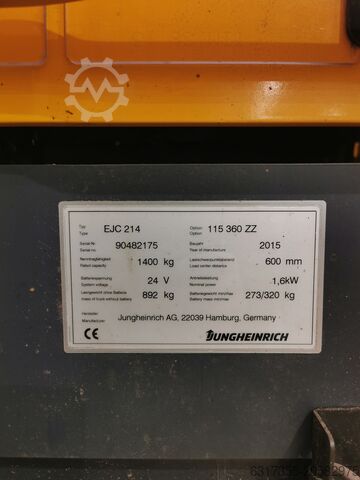 Typ Type EJC 214 Option Option 115 360 ZZ
Serial-Nr. Serial No. 90482175 Baujahr Year of manufacture 2015
Nenntragfähigkeit Rated capacity 1400 kg Lastschwerpunktabstand Load center distance 600 mm
Batteriespannung System voltage 24 V Antriebsleistung 1,6kW
Leergewicht ohne Batterie Mass of truck without battery 892 kg Batteriegewicht min/max Battery mass min/max 273/320 kg
Hersteller Jungheinrich AG, 22039 Hamburg, Germany
CE JUNGHEINRICH